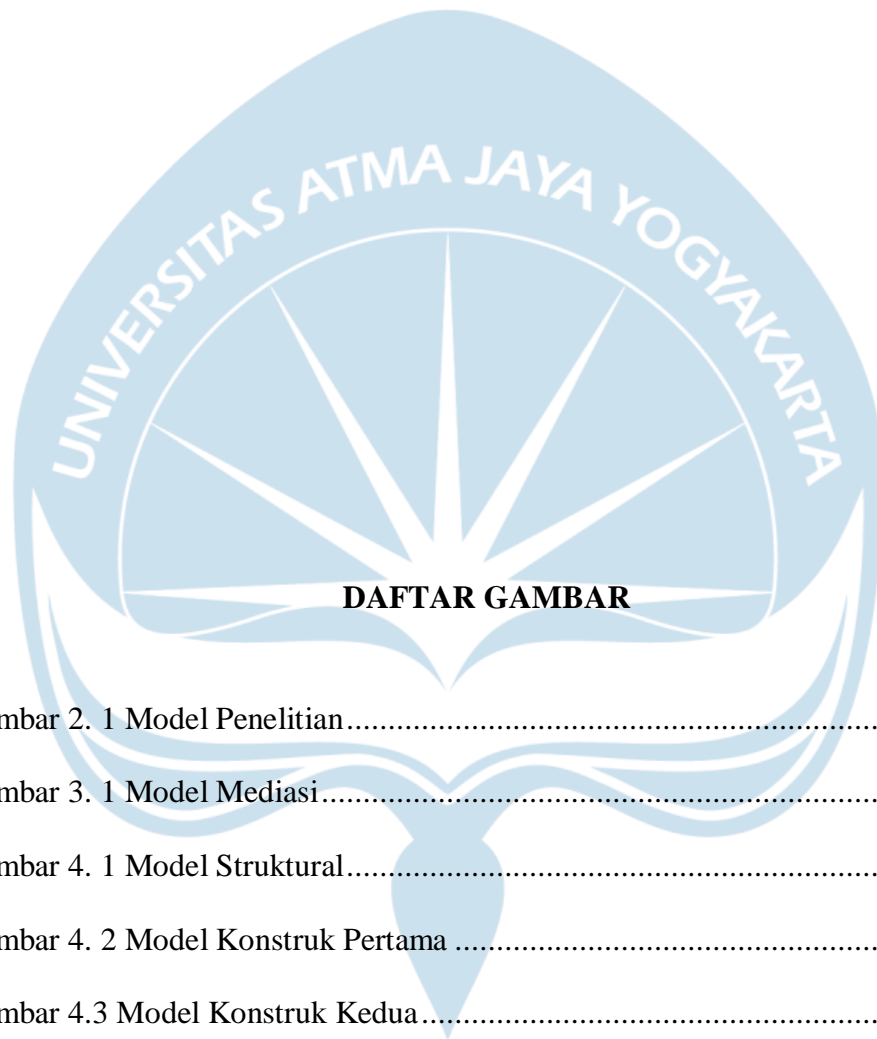 UNIVERSITAS ATMA JAYA YOGYAKARTA
DAFTAR GAMBAR
mbar 2. 1 Model Penelitian................................................................
mbar 3. 1 Model Mediasi...................................................................
mbar 4. 1 Model Struktural................................................................
mbar 4. 2 Model Konstruk Pertama ...................................................
mbar 4.3 Model Konstruk Kedua.......................................................